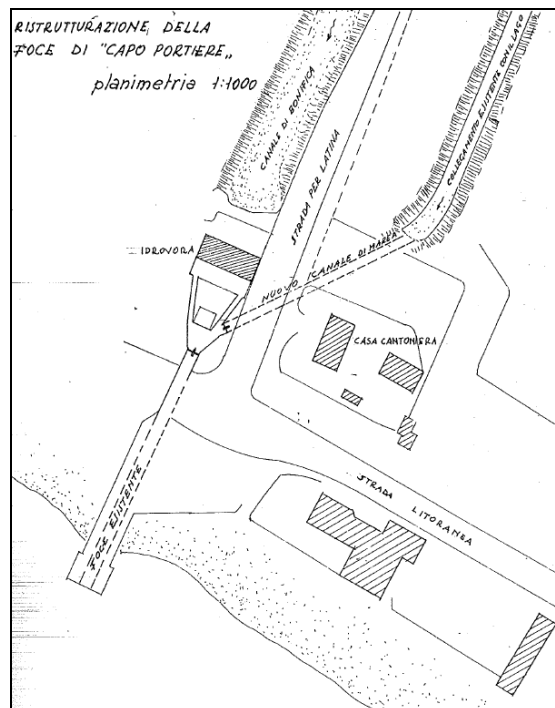 RISTRUTTURAZIONE DELLA
FOCE DI "CAPO PORTIERE„
planimetria 1:1000
CANALE DI BONIFICA
STRADA PER LATINA
COLLEGAMENTO ESISTENTE CON IL LAGO
IDROVORA
NUOVO CANALE DI MAREA
CASA CANTONIERA
FOCE ESISTENTE
STRADA
LITORANEA